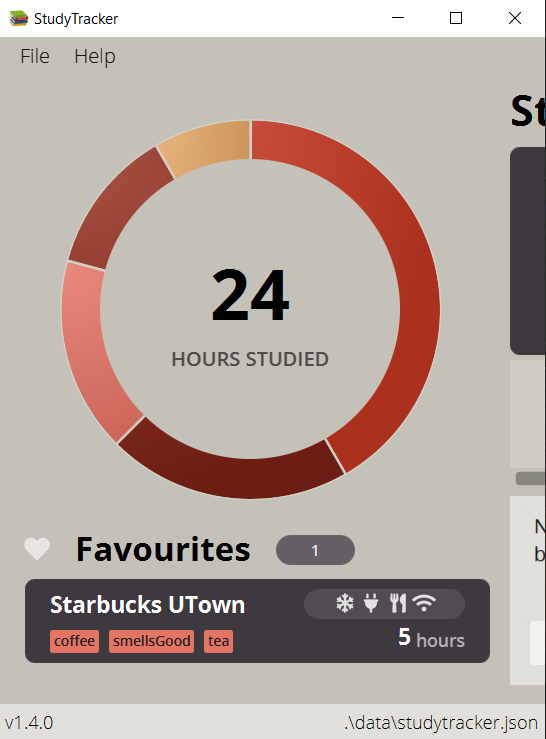 StudyTracker
File Help
St
24
HOURS STUDIED
Favourites 1
Starbucks UTown
coffee smellsGood tea
5 hours
N
b
v1.4.0 .\data\studytracker.json